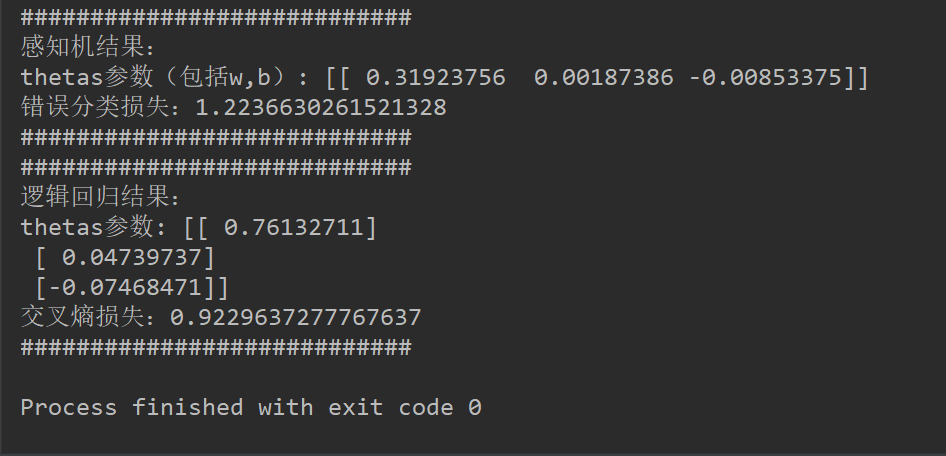 ############################
感知机结果:
thetas参数（包括w,b）: [[ 0.31923756  0.00187386 -0.00853375]]
错误分类损失: 1.2236630261521328
############################
############################
逻辑回归结果:
thetas参数: [[ 0.76132711]
 [ 0.04739737]
 [-0.07468471]]
交叉熵损失: 0.9229637277767637
############################
Process finished with exit code 0